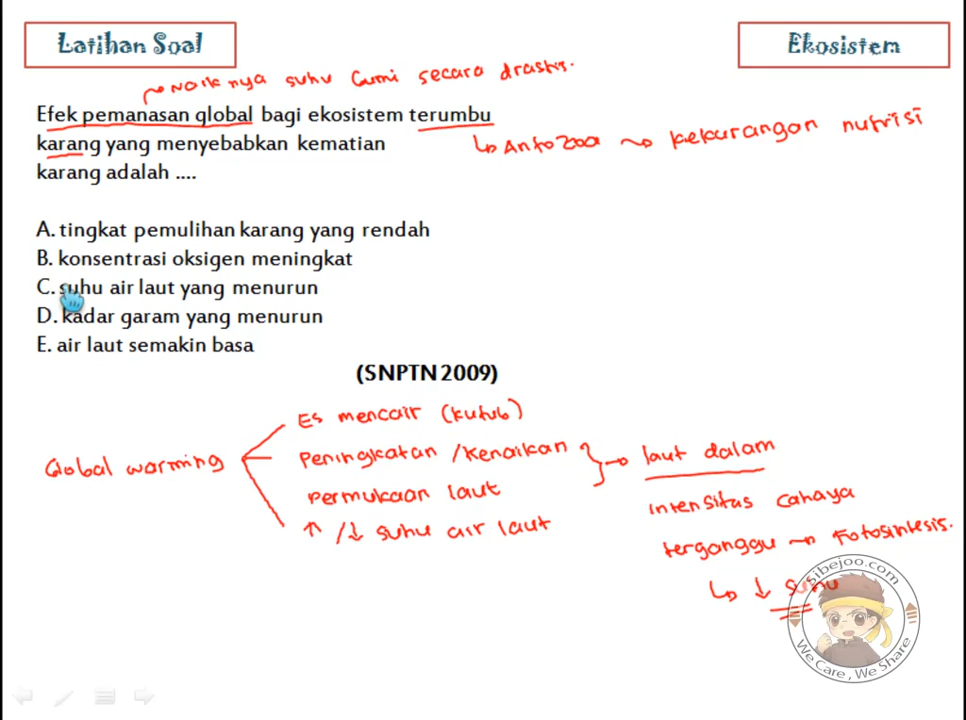 Latihan Soal
Ekosistem
Naiknya suhu bumi secara drastis.
Efek pemanasan global bagi ekosistem terumbu
karang yang menyebabkan kematian
karang adalah ....
Antozoa kekurangan nutrisi
A. tingkat pemulihan karang yang rendah
B. konsentrasi oksigen meningkat
C. suhu air laut yang menurun
D. kadar garam yang menurun
E. air laut semakin basa
(SNPTN 2009)
Global warming
Es mencair (kutub)
Peningkatan /Kenaikan
Permukaan laut
↑ /↓ suhu air laut
laut dalam
intensitas cahaya
terganggu → Fotosintesis.
↓ suhu
sibejoo.com
We Care, We Share